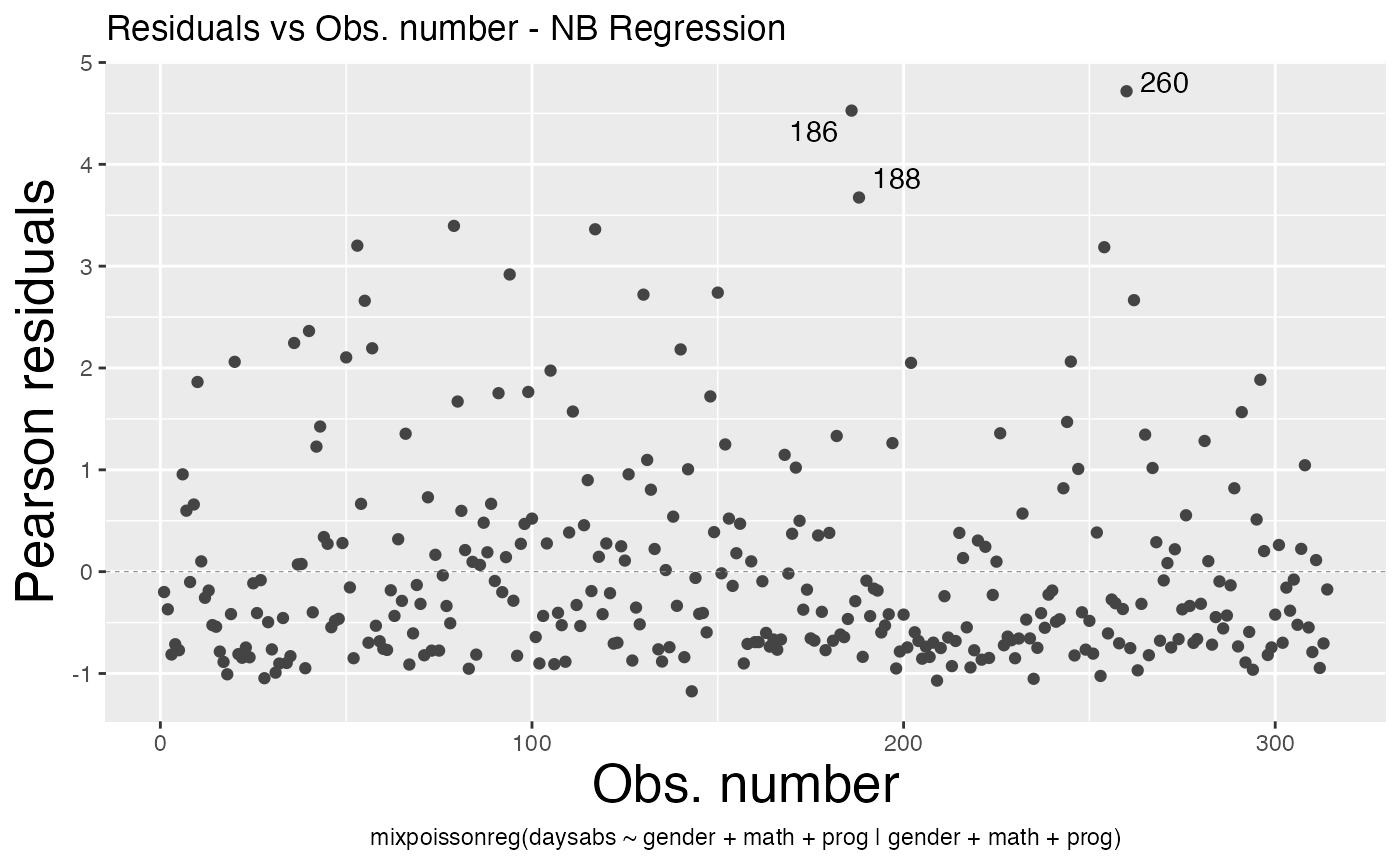 Residuals vs Obs. number - NB Regression
5
260
186
4
188
3
2
1
0
-1
Pearson residuals
0 100 200 300
Obs. number
mixpoissonreg(daysabs ~ gender + math + prog | gender + math + prog)